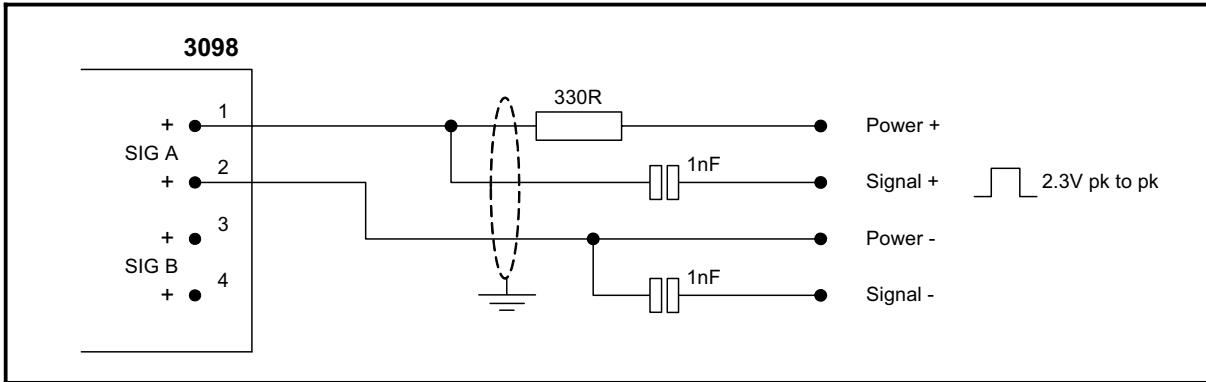 3098
1
+
SIG A
2
+
3
+
SIG B
4
+
330R
Power +
1nF
Signal +
2.3V pk to pk
Power -
1nF
Signal -